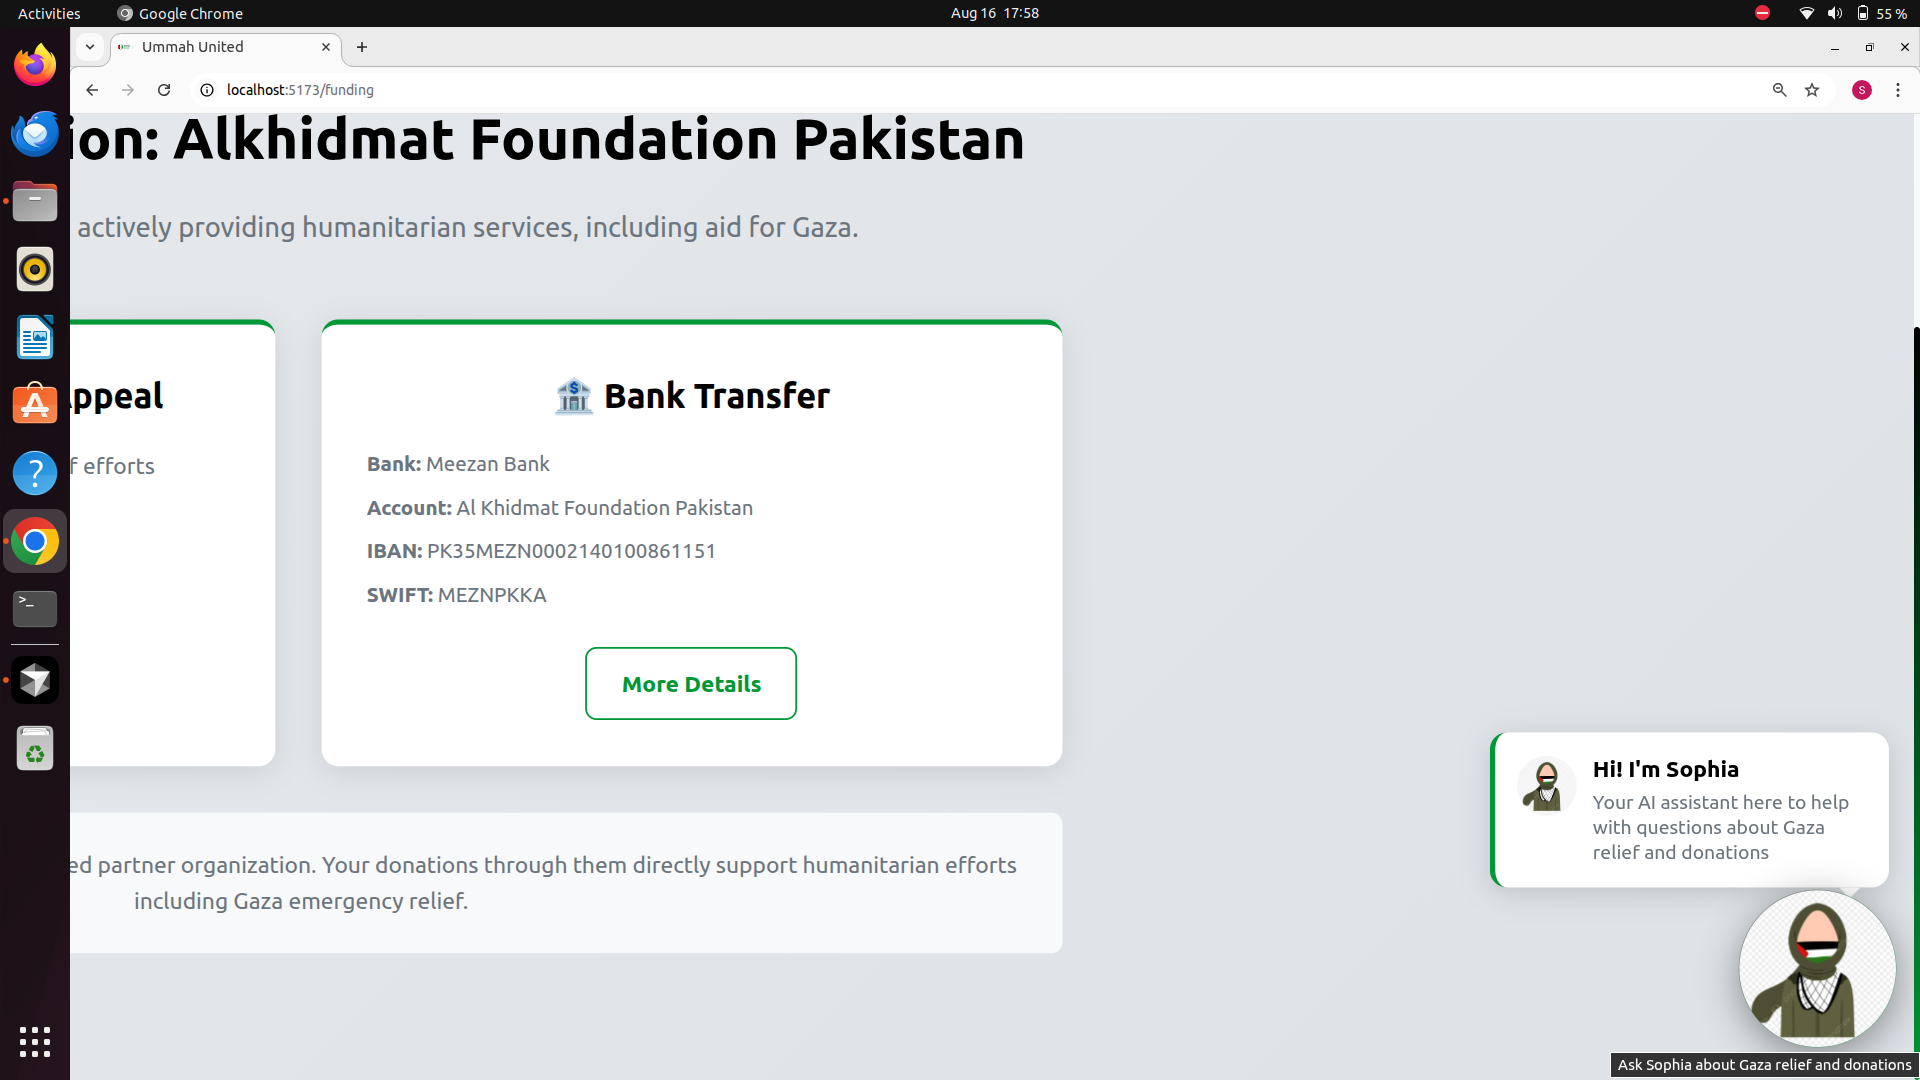 Activities
Google Chrome
Aug 16 17:58
55 %
Ummah United
localhost:5173/funding
S
ion: Alkhidmat Foundation Pakistan
actively providing humanitarian services, including aid for Gaza.
Appeal
f efforts
Bank Transfer
Bank: Meezan Bank
Account: Al Khidmat Foundation Pakistan
IBAN: PK35MEZN0002140100861151
SWIFT: MEZNPKKA
More Details
ed partner organization. Your donations through them directly support humanitarian efforts
including Gaza emergency relief.
Hi! I'm Sophia
Your AI assistant here to help
with questions about Gaza
relief and donations
Ask Sophia about Gaza relief and donations